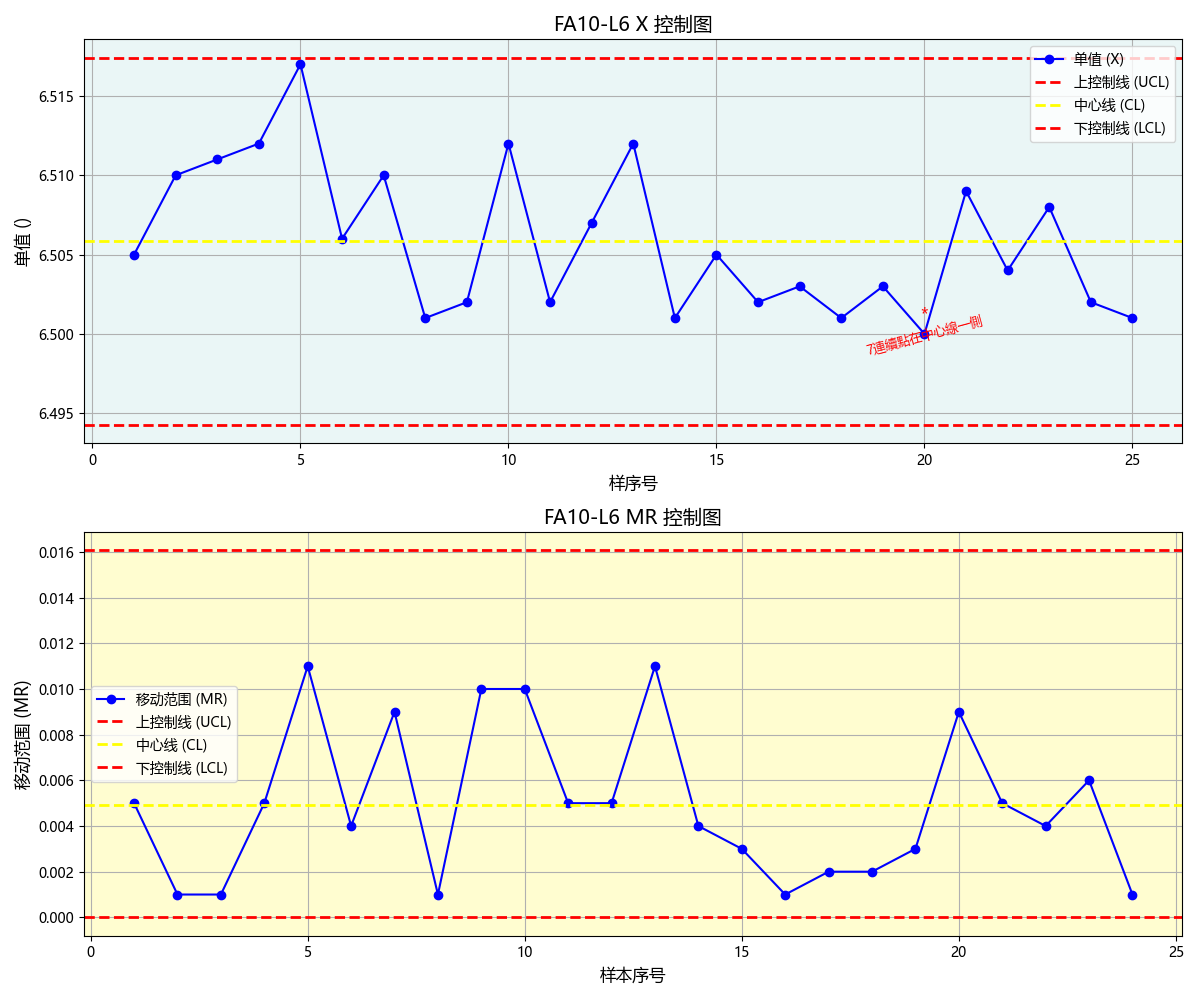 FA10-L6 X 控制图
单值 (X)
上控制线 (UCL)
中心线 (CL)
下控制线 (LCL)
6.515
6.510
6.505
6.500
6.495
单值 ()
*
7連續點在中心線一側
0 5 10 15 20 25
样序号
FA10-L6 MR 控制图
0.016
0.014
0.012
0.010
0.008
0.006
0.004
0.002
0.000
移动范围 (MR)
移动范围 (MR)
上控制线 (UCL)
中心线 (CL)
下控制线 (LCL)
0 5 10 15 20 25
样本序号